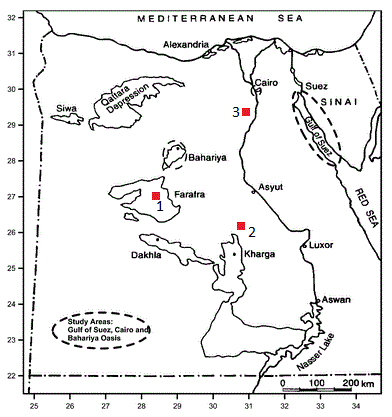 MEDITERRANEAN SEA
32
Alexandria
31
Cairo
Suez
30
Qattara
Depression
SINAI
3
Siwa
29
Gulf of Suez
Bahariya
28
RED SEA
Farafra
Asyut
27
1
2
26
Dakhla
Kharga
Luxor
25
Study Areas:
Gulf of Suez, Cairo and
Bahariya Oasis
24
Aswan
23
Nasser Lake
22
0 100 200
km
25 26 27 28 29 30 31 32 33 34